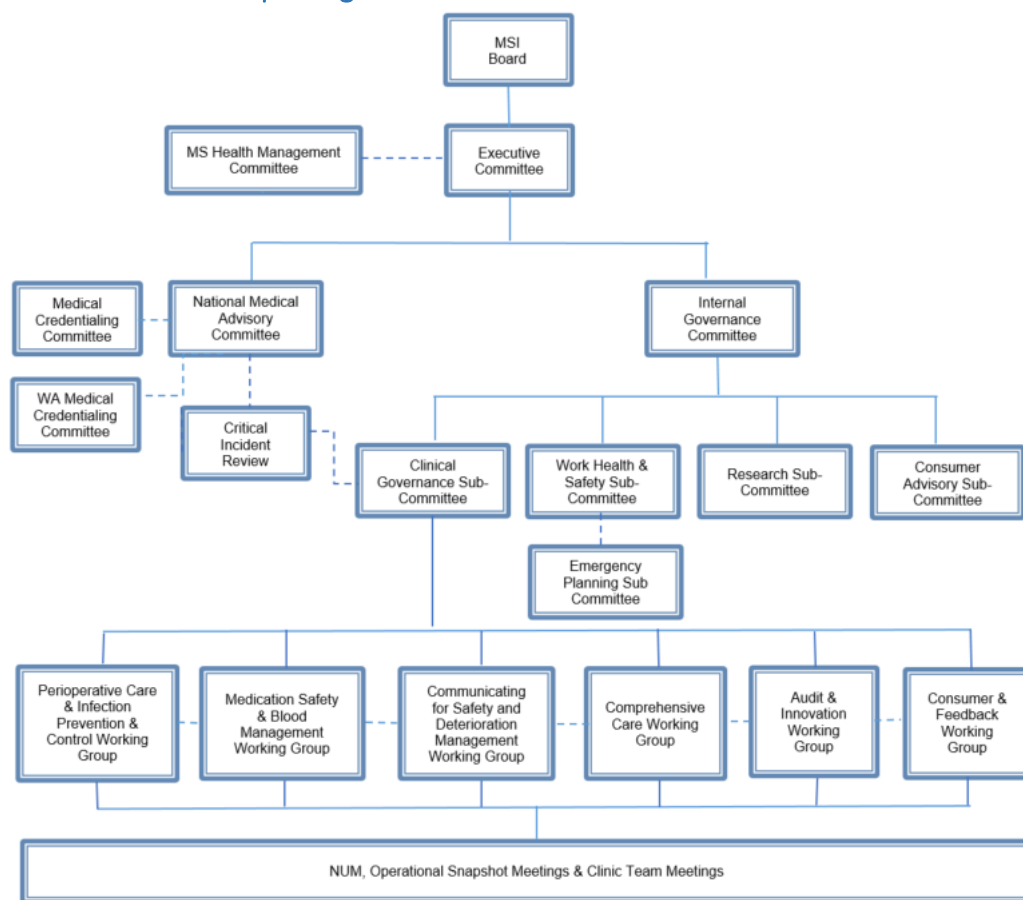 MSI
Board
MS Health Management
Committee
Executive
Committee
Medical
Credentialing
Committee
National Medical
Advisory
Committee
Internal
Governance
Committee
WA Medical
Credentialing
Committee
Critical
Incident
Review
Clinical
Governance Sub-
Committee
Work Health &
Safety Sub-
Committee
Research Sub-
Committee
Consumer
Advisory Sub-
Committee
Emergency
Planning Sub
Committee
Perioperative Care
& Infection
Prevention &
Control Working
Group
Medication Safety
& Blood
Management
Working Group
Communicating
for Safety and
Deterioration
Management
Working Group
Comprehensive
Care Working
Group
Audit &
Innovation
Working
Group
Consumer &
Feedback
Working
Group
NUM, Operational Snapshot Meetings & Clinic Team Meetings